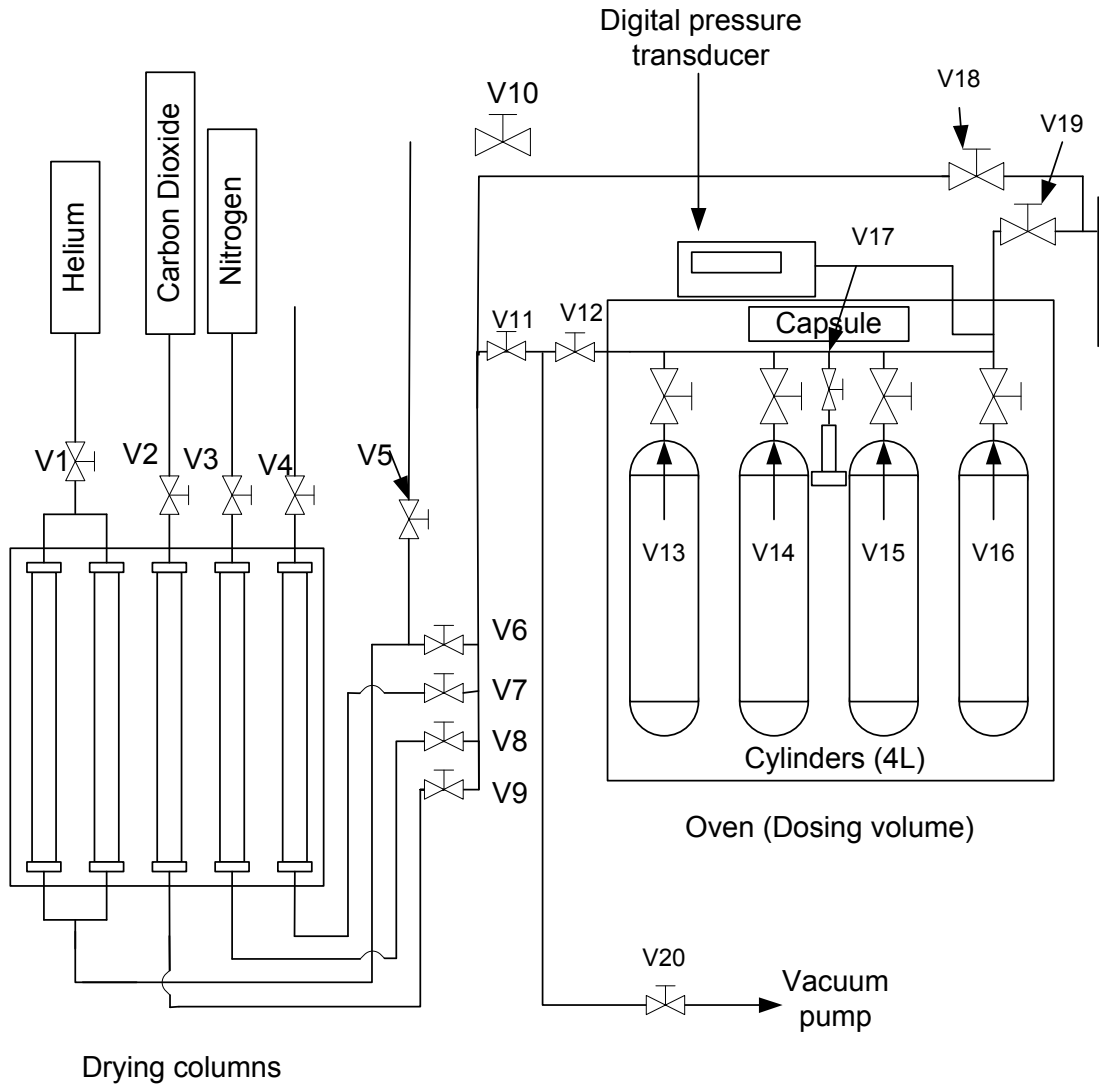 Digital pressure
transducer
V10
V18
V19
Helium
Carbon Dioxide
Nitrogen
V17
V11
V12
Capsule
V1
V2
V3
V4
V5
V13
V14
V15
V16
V6
V7
V8
V9
Cylinders (4L)
Oven (Dosing volume)
V20
Vacuum
pump
Drying columns